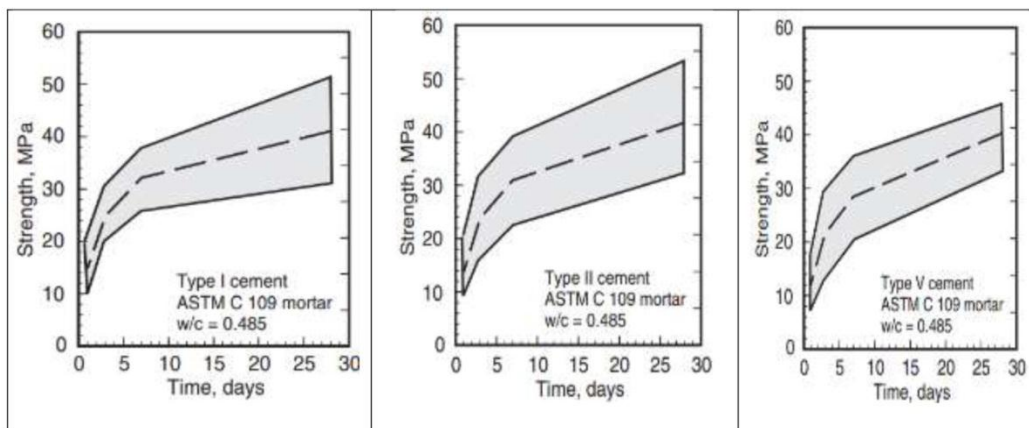 Strength, MPa
60
50
40
30
20
10
0
Type I cement
ASTM C 109 mortar
w/c = 0.485
0 5 10 15 20 25 30
Time, days
Strength, MPa
60
50
40
30
20
10
0
Type II cement
ASTM C 109 mortar
w/c = 0.485
0 5 10 15 20 25 30
Time, days
Strength, MPa
60
50
40
30
20
10
0
Type V cement
ASTM C 109 mortar
w/c = 0.485
0 5 10 15 20 25 30
Time, days